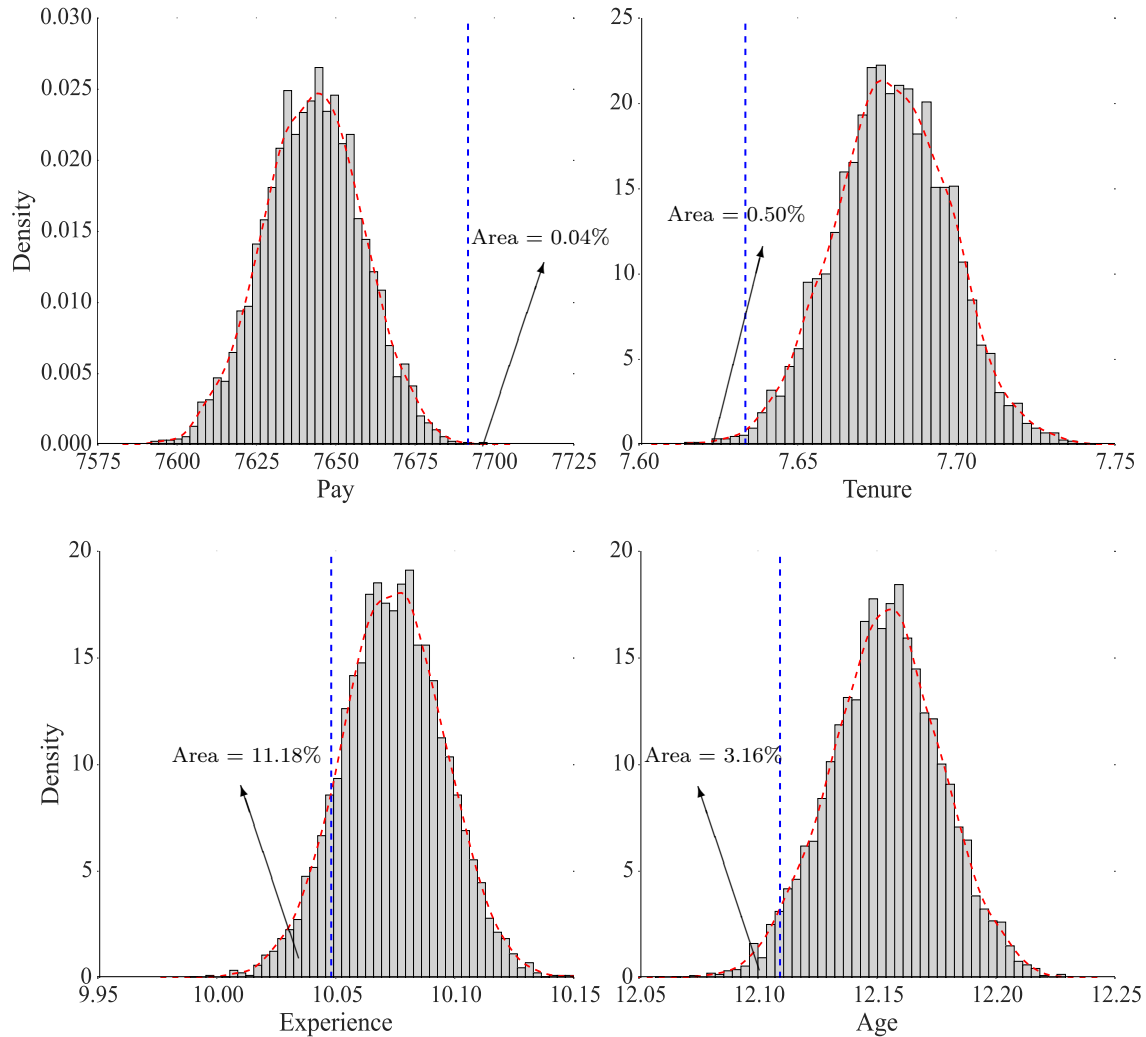 0.030
0.025
0.020
0.015
0.010
0.005
0.000
Density
Area = 0.04%
7575 7600 7625 7650 7675 7700 7725
Pay
25
20
15
10
5
0
Area = 0.50%
7.60 7.65 7.70 7.75
Tenure
20
15
10
5
0
Density
Area = 11.18%
9.95 10.00 10.05 10.10 10.15
Experience
20
15
10
5
0
Area = 3.16%
12.05 12.10 12.15 12.20 12.25
Age